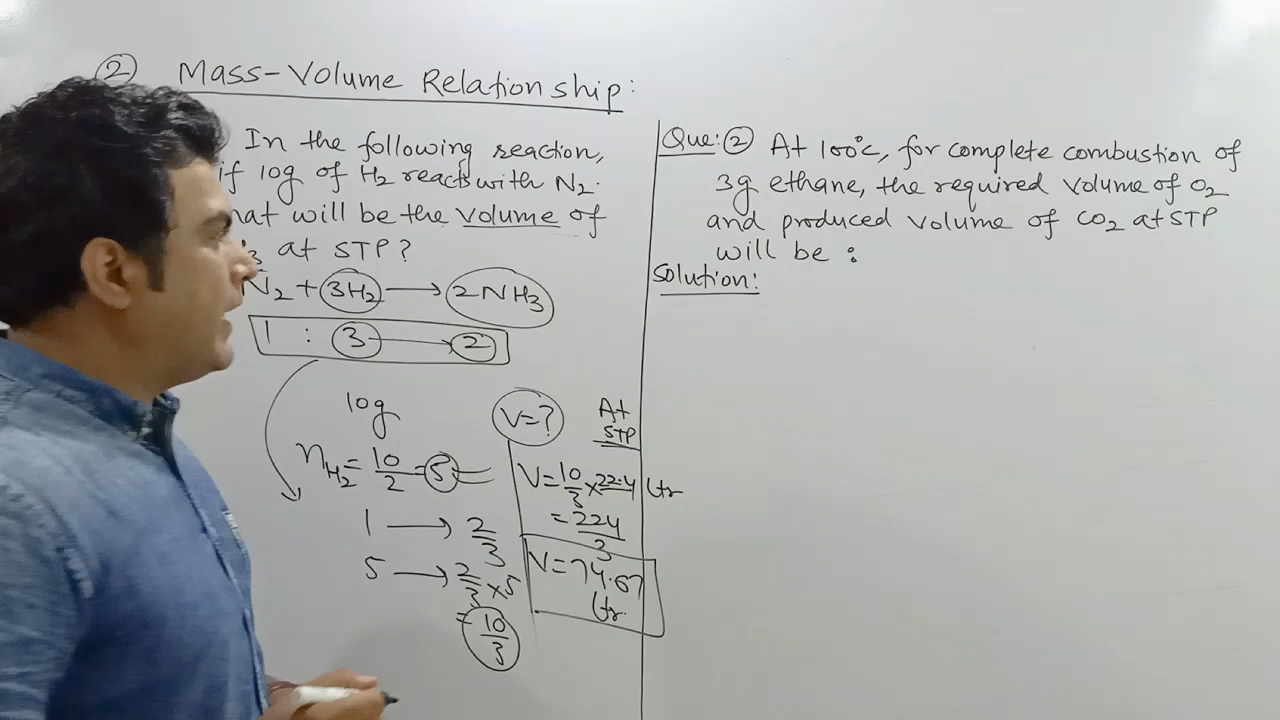 ② Mass-Volume Relationship:
In the following reaction,
if 10g of H₂ reacts with N₂.
will be the volume of
at STP?
N₂ + 3H₂ → 2NH₃
1 : 3 → 2
10g
nH₂ = 10/2 = 5
1 → 2/3
5 → 2/3 × 5
= 10/3
V=?
At
STP
V = 10/3 × 22.4 Ltr
= 224/3
V = 74.67
Ltr.
Que: ② At 100°C, for complete combustion of
3g ethane, the required volume of O₂
and produced volume of CO₂ at STP
will be :
Solution: